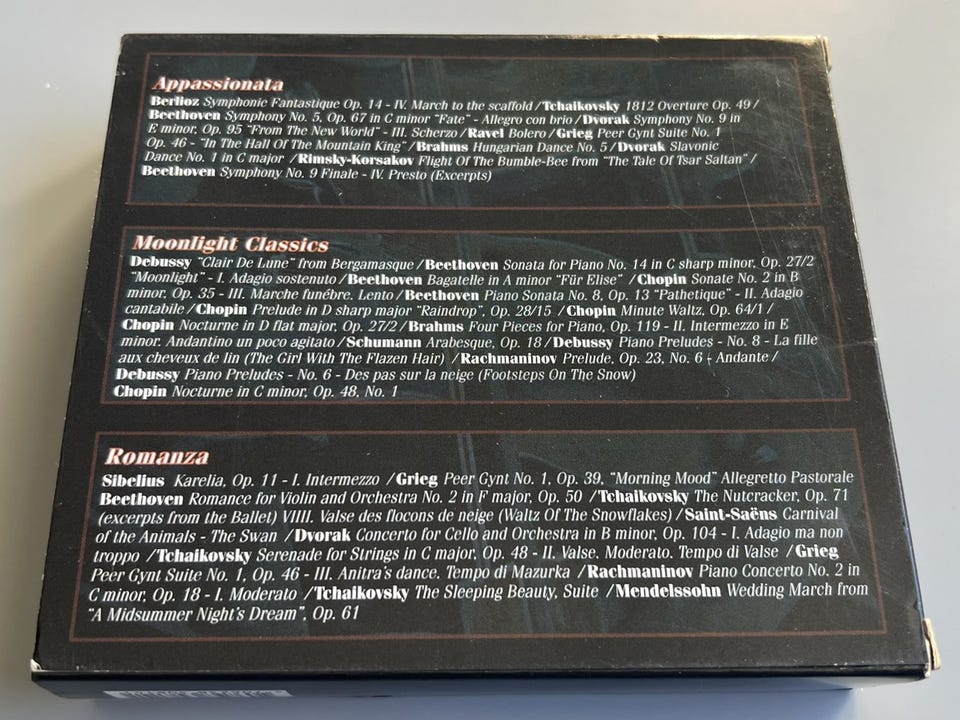 Appassionata
Berlioz Symphonie Fantastique Op. 14 - IV. March to the scaffold / Tchaikovsky 1812 Overture Op. 49 /
Beethoven Symphony No. 5, Op. 67 in C minor "Fate" - Allegro con brio / Dvorak Symphony No. 9 in
E minor, Op. 95 "From The New World" - III. Scherzo / Ravel Bolero / Grieg Peer Gynt Suite No. 1
Op. 46 - "In The Hall Of The Mountain King" / Brahms Hungarian Dance No. 5 / Dvorak Slavonic
Dance No. 1 in C major / Rimsky-Korsakov Flight Of The Bumble-Bee from "The Tale Of Tsar Saltan" /
Beethoven Symphony No. 9 Finale - IV. Presto (Excerpts)
Moonlight Classics
Debussy "Clair De Lune" from Bergamasque / Beethoven Sonata for Piano No. 14 in C sharp minor, Op. 27/2
"Moonlight" - I. Adagio sostenuto / Beethoven Bagatelle in A minor "Für Elise" / Chopin Sonate No. 2 in B
minor, Op. 35 - III. Marche funébre. Lento / Beethoven Piano Sonata No. 8, Op. 13 "Pathetique" - II. Adagio
cantabile / Chopin Prelude in D sharp major "Raindrop", Op. 28/15 / Chopin Minute Waltz, Op. 64/1 /
Chopin Nocturne in D flat major, Op. 27/2 / Brahms Four Pieces for Piano, Op. 119 - II. Intermezzo in E
minor. Andantino un poco agitato / Schumann Arabesque, Op. 18 / Debussy Piano Preludes - No. 8 - La fille
aux cheveux de lin (The Girl With The Flazen Hair) / Rachmaninov Prelude, Op. 23, No. 6 - Andante /
Debussy Piano Preludes - No. 6 - Des pas sur la neige (Footsteps On The Snow)
Chopin Nocturne in C minor, Op. 48, No. 1
Romanza
Sibelius Karelia, Op. 11 - I. Intermezzo / Grieg Peer Gynt No. 1, Op. 39, "Morning Mood" Allegretto Pastorale
Beethoven Romance for Violin and Orchestra No. 2 in F major, Op. 50 / Tchaikovsky The Nutcracker, Op. 71
(excerpts from the Ballet) VIIII. Valse des flocons de neige (Waltz Of The Snowflakes) / Saint-Saëns Carnival
of the Animals - The Swan / Dvorak Concerto for Cello and Orchestra in B minor, Op. 104 - I. Adagio ma non
troppo / Tchaikovsky Serenade for Strings in C major, Op. 48 - II. Valse. Moderato. Tempo di Valse / Grieg
Peer Gynt Suite No. 1, Op. 46 - III. Anitra's dance. Tempo di Mazurka / Rachmaninov Piano Concerto No. 2 in
C minor, Op. 18 - I. Moderato / Tchaikovsky The Sleeping Beauty, Suite / Mendelssohn Wedding March from
"A Midsummer Night's Dream", Op. 61